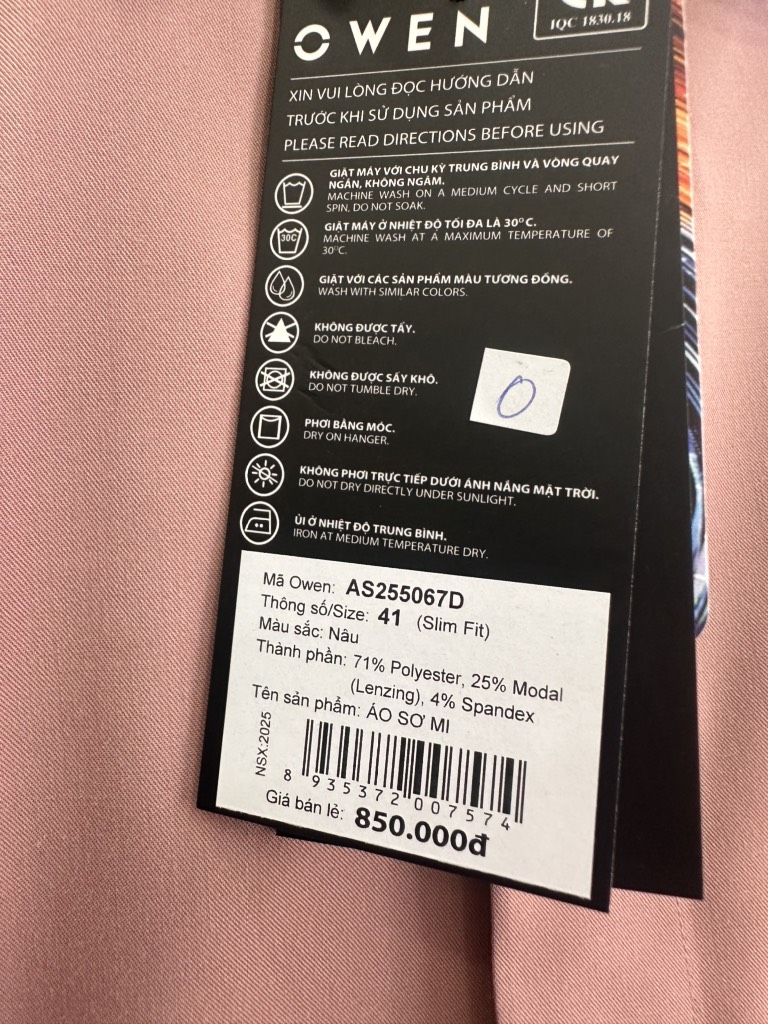 OWEN
IQC 1830.18
XIN VUI LÒNG ĐỌC HƯỚNG DẪN
TRƯỚC KHI SỬ DỤNG SẢN PHẨM
PLEASE READ DIRECTIONS BEFORE USING
GIẶT MÁY VỚI CHU KỲ TRUNG BÌNH VÀ VÒNG QUAY
NGẮN, KHÔNG NGÂM.
MACHINE WASH ON A MEDIUM CYCLE AND SHORT
SPIN, DO NOT SOAK.
30C
GIẶT MÁY Ở NHIỆT ĐỘ TỐI ĐA LÀ 30°C.
MACHINE WASH AT A MAXIMUM TEMPERATURE OF
30°C.
GIẶT VỚI CÁC SẢN PHẨM MÀU TƯƠNG ĐỒNG.
WASH WITH SIMILAR COLORS.
KHÔNG ĐƯỢC TẨY.
DO NOT BLEACH.
KHÔNG ĐƯỢC SẤY KHÔ.
DO NOT TUMBLE DRY.
O
PHƠI BẰNG MÓC.
DRY ON HANGER.
KHÔNG PHƠI TRỰC TIẾP DƯỚI ÁNH NẮNG MẶT TRỜI.
DO NOT DRY DIRECTLY UNDER SUNLIGHT.
ỦI Ở NHIỆT ĐỘ TRUNG BÌNH.
IRON AT MEDIUM TEMPERATURE DRY.
Mã Owen: AS255067D
Thông số/Size: 41 (Slim Fit)
Màu sắc: Nâu
Thành phần: 71% Polyester, 25% Modal
(Lenzing), 4% Spandex
Tên sản phẩm: ÁO SƠ MI
NSX:2025
8 935372 007574
Giá bán lẻ: 850.000đ